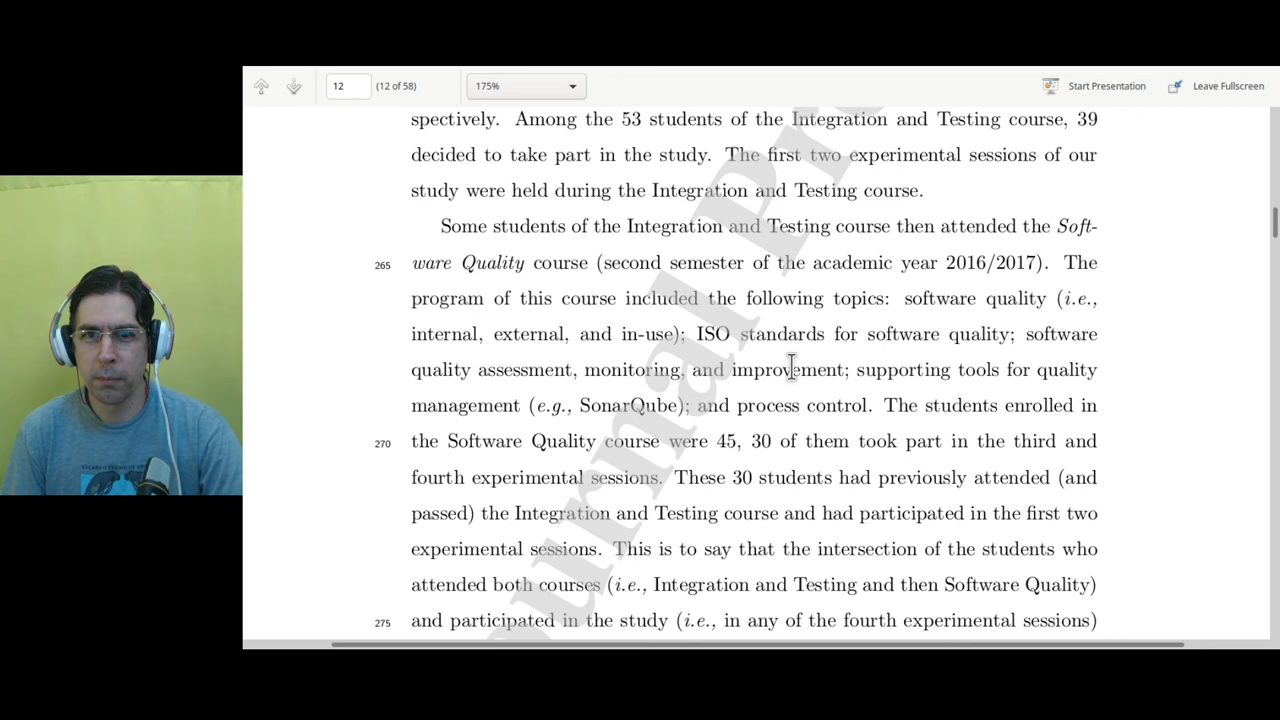 12
(12 of 58)
175%
Start Presentation
Leave Fullscreen
spectively. Among the 53 students of the Integration and Testing course, 39
decided to take part in the study. The first two experimental sessions of our
study were held during the Integration and Testing course.
Some students of the Integration and Testing course then attended the Soft-
265 ware Quality course (second semester of the academic year 2016/2017). The
program of this course included the following topics: software quality (i.e.,
internal, external, and in-use); ISO standards for software quality; software
quality assessment, monitoring, and improvement; supporting tools for quality
management (e.g., SonarQube); and process control. The students enrolled in
270 the Software Quality course were 45, 30 of them took part in the third and
fourth experimental sessions. These 30 students had previously attended (and
passed) the Integration and Testing course and had participated in the first two
experimental sessions. This is to say that the intersection of the students who
attended both courses (i.e., Integration and Testing and then Software Quality)
275 and participated in the study (i.e., in any of the fourth experimental sessions)